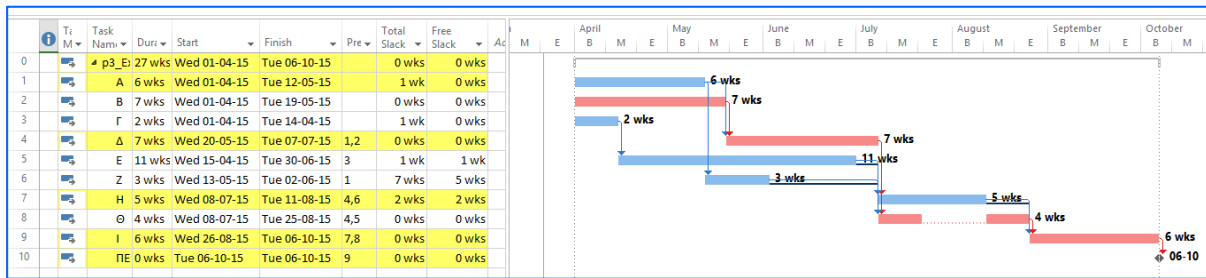 Ta Task Total Free April May June July August September October
M Name Dura Start Finish Pre Slack Slack Ac M E B M E B M E B M E B M E B M E B M E B M
0 p3_Ex 27 wks Wed 01-04-15 Tue 06-10-15 0 wks 0 wks
1 Α 6 wks Wed 01-04-15 Tue 12-05-15 1 wk 0 wks 6 wks
2 Β 7 wks Wed 01-04-15 Tue 19-05-15 0 wks 0 wks 7 wks
3 Γ 2 wks Wed 01-04-15 Tue 14-04-15 1 wk 0 wks 2 wks
4 Δ 7 wks Wed 20-05-15 Tue 07-07-15 1,2 0 wks 0 wks 7 wks
5 Ε 11 wks Wed 15-04-15 Tue 30-06-15 3 1 wk 1 wk 11 wks
6 Ζ 3 wks Wed 13-05-15 Tue 02-06-15 1 7 wks 5 wks 3 wks
7 Η 5 wks Wed 08-07-15 Tue 11-08-15 4,6 2 wks 2 wks 5 wks
8 Θ 4 wks Wed 08-07-15 Tue 25-08-15 4,5 0 wks 0 wks 4 wks
9 Ι 6 wks Wed 26-08-15 Tue 06-10-15 7,8 0 wks 0 wks 6 wks
10 ΠΕ 0 wks Tue 06-10-15 Tue 06-10-15 9 0 wks 0 wks 06-10